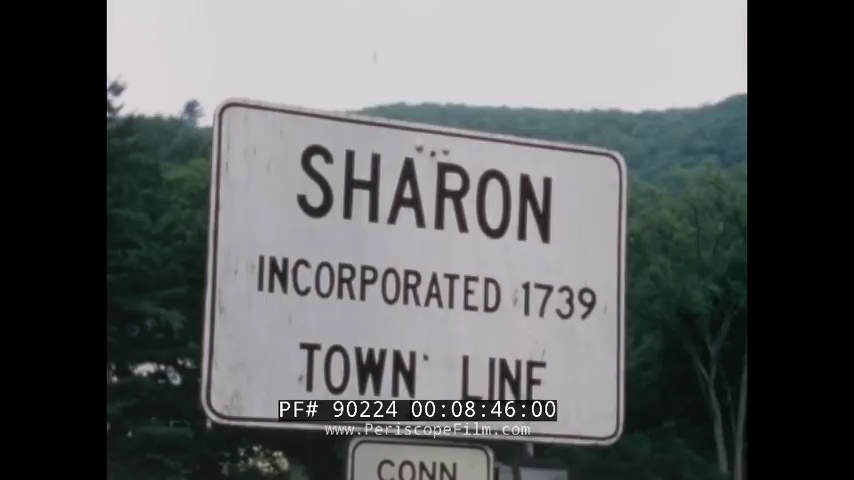 SHARON
INCORPORATED 1739
TOWN LINE
PF# 90224 00:08:46:00
www.PeriscopeFilm.com
CONN